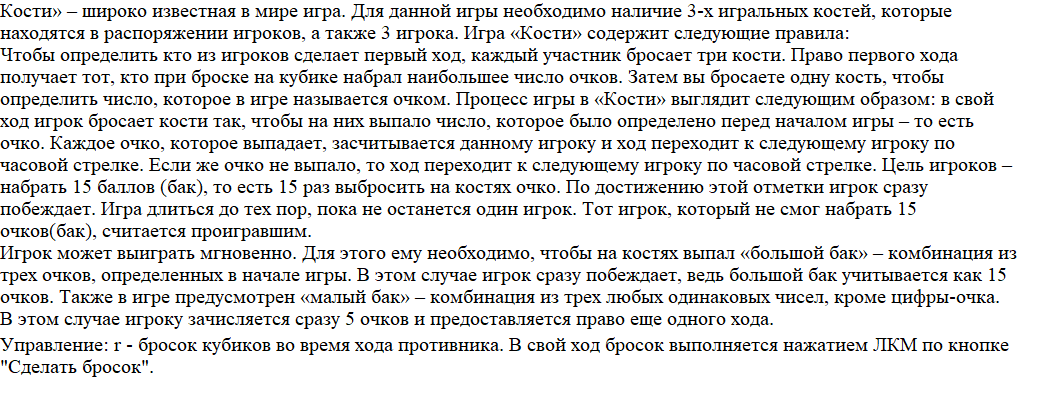 Кости» – широко известная в мире игра. Для данной игры необходимо наличие 3-х игральных костей, которые
находятся в распоряжении игроков, а также 3 игрока. Игра «Кости» содержит следующие правила:
Чтобы определить кто из игроков сделает первый ход, каждый участник бросает три кости. Право первого хода
получает тот, кто при броске на кубике набрал наибольшее число очков. Затем вы бросаете одну кость, чтобы
определить число, которое в игре называется очком. Процесс игры в «Кости» выглядит следующим образом: в свой
ход игрок бросает кости так, чтобы на них выпало число, которое было определено перед началом игры – то есть
очко. Каждое очко, которое выпадает, засчитывается данному игроку и ход переходит к следующему игроку по
часовой стрелке. Если же очко не выпало, то ход переходит к следующему игроку по часовой стрелке. Цель игроков –
набрать 15 баллов (бак), то есть 15 раз выбросить на костях очко. По достижению этой отметки игрок сразу
побеждает. Игра длиться до тех пор, пока не останется один игрок. Тот игрок, который не смог набрать 15
очков(бак), считается проигравшим.
Игрок может выиграть мгновенно. Для этого ему необходимо, чтобы на костях выпал «большой бак» – комбинация из
трех очков, определенных в начале игры. В этом случае игрок сразу побеждает, ведь большой бак учитывается как 15
очков. Также в игре предусмотрен «малый бак» – комбинация из трех любых одинаковых чисел, кроме цифры-очка.
В этом случае игроку зачисляется сразу 5 очков и предоставляется право еще одного хода.
Управление: r - бросок кубиков во время хода противника. В свой ход бросок выполняется нажатием ЛКМ по кнопке
"Сделать бросок".